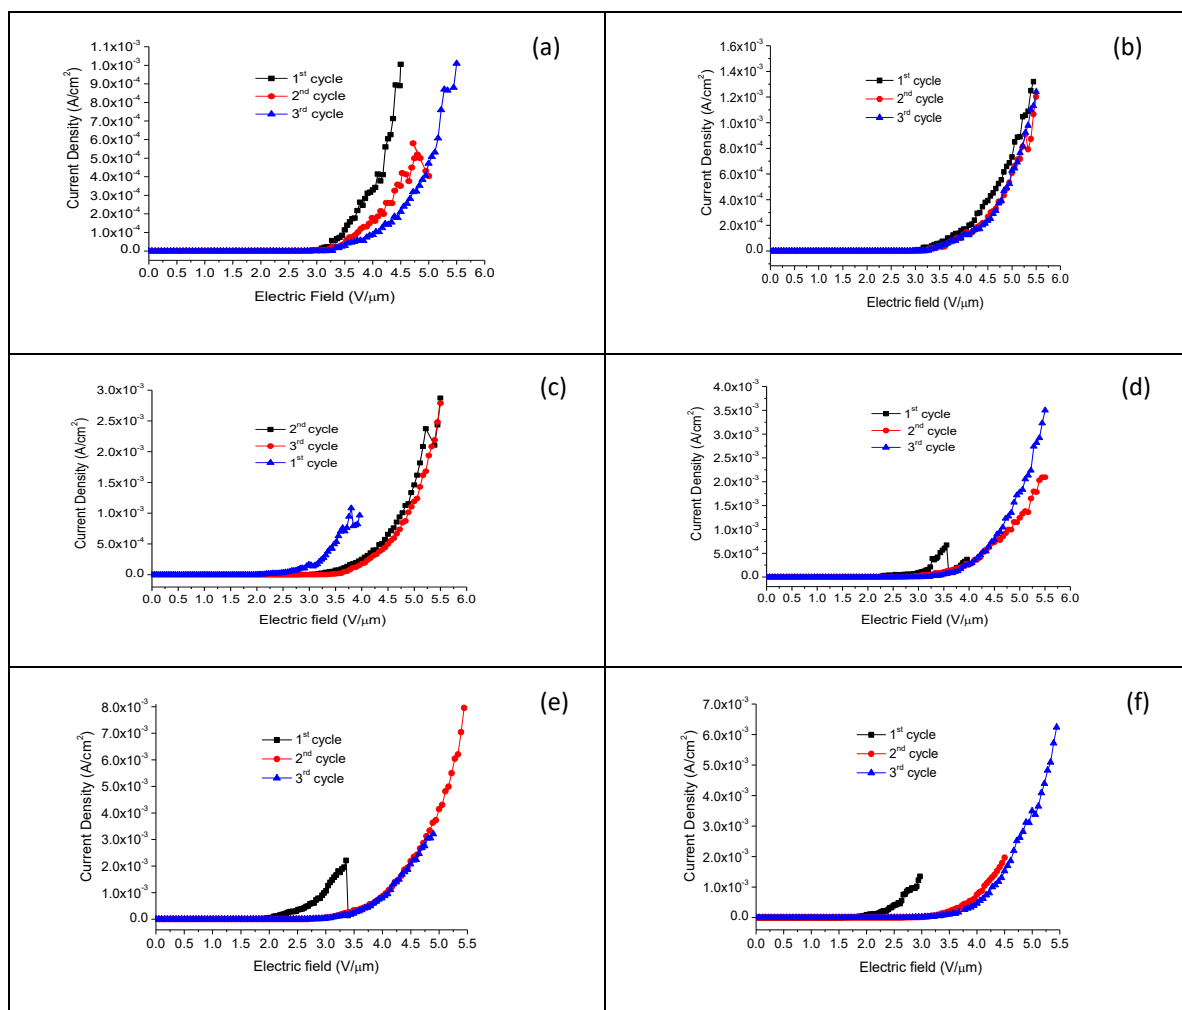 (a)
1.1x10⁻³
1.0x10⁻³
9.0x10⁻⁴
8.0x10⁻⁴
7.0x10⁻⁴
6.0x10⁻⁴
5.0x10⁻⁴
4.0x10⁻⁴
3.0x10⁻⁴
2.0x10⁻⁴
1.0x10⁻⁴
0.0
Current Density (A/cm²)
1st cycle
2nd cycle
3rd cycle
0.0 0.5 1.0 1.5 2.0 2.5 3.0 3.5 4.0 4.5 5.0 5.5 6.0
Electric Field (V/μm)
(b)
1.6x10⁻³
1.4x10⁻³
1.2x10⁻³
1.0x10⁻³
8.0x10⁻⁴
6.0x10⁻⁴
4.0x10⁻⁴
2.0x10⁻⁴
0.0
Current Density (A/cm²)
1st cycle
2nd cycle
3rd cycle
0.0 0.5 1.0 1.5 2.0 2.5 3.0 3.5 4.0 4.5 5.0 5.5 6.0
Electric field (V/μm)
(c)
3.0x10⁻³
2.5x10⁻³
2.0x10⁻³
1.5x10⁻³
1.0x10⁻³
5.0x10⁻⁴
0.0
Current Density (A/cm²)
2nd cycle
3rd cycle
1st cycle
0.0 0.5 1.0 1.5 2.0 2.5 3.0 3.5 4.0 4.5 5.0 5.5 6.0
Electric field (V/μm)
(d)
4.0x10⁻³
3.5x10⁻³
3.0x10⁻³
2.5x10⁻³
2.0x10⁻³
1.5x10⁻³
1.0x10⁻³
5.0x10⁻⁴
0.0
Current Density (A/cm²)
1st cycle
2nd cycle
3rd cycle
0.0 0.5 1.0 1.5 2.0 2.5 3.0 3.5 4.0 4.5 5.0 5.5 6.0
Electric Field (V/μm)
(e)
8.0x10⁻³
7.0x10⁻³
6.0x10⁻³
5.0x10⁻³
4.0x10⁻³
3.0x10⁻³
2.0x10⁻³
1.0x10⁻³
0.0
Current Density (A/cm²)
1st cycle
2nd cycle
3rd cycle
0.0 0.5 1.0 1.5 2.0 2.5 3.0 3.5 4.0 4.5 5.0 5.5
Electric field (V/μm)
(f)
7.0x10⁻³
6.0x10⁻³
5.0x10⁻³
4.0x10⁻³
3.0x10⁻³
2.0x10⁻³
1.0x10⁻³
0.0
Current Density (A/cm²)
1st cycle
2nd cycle
3rd cycle
0.0 0.5 1.0 1.5 2.0 2.5 3.0 3.5 4.0 4.5 5.0 5.5
Electric field (V/μm)